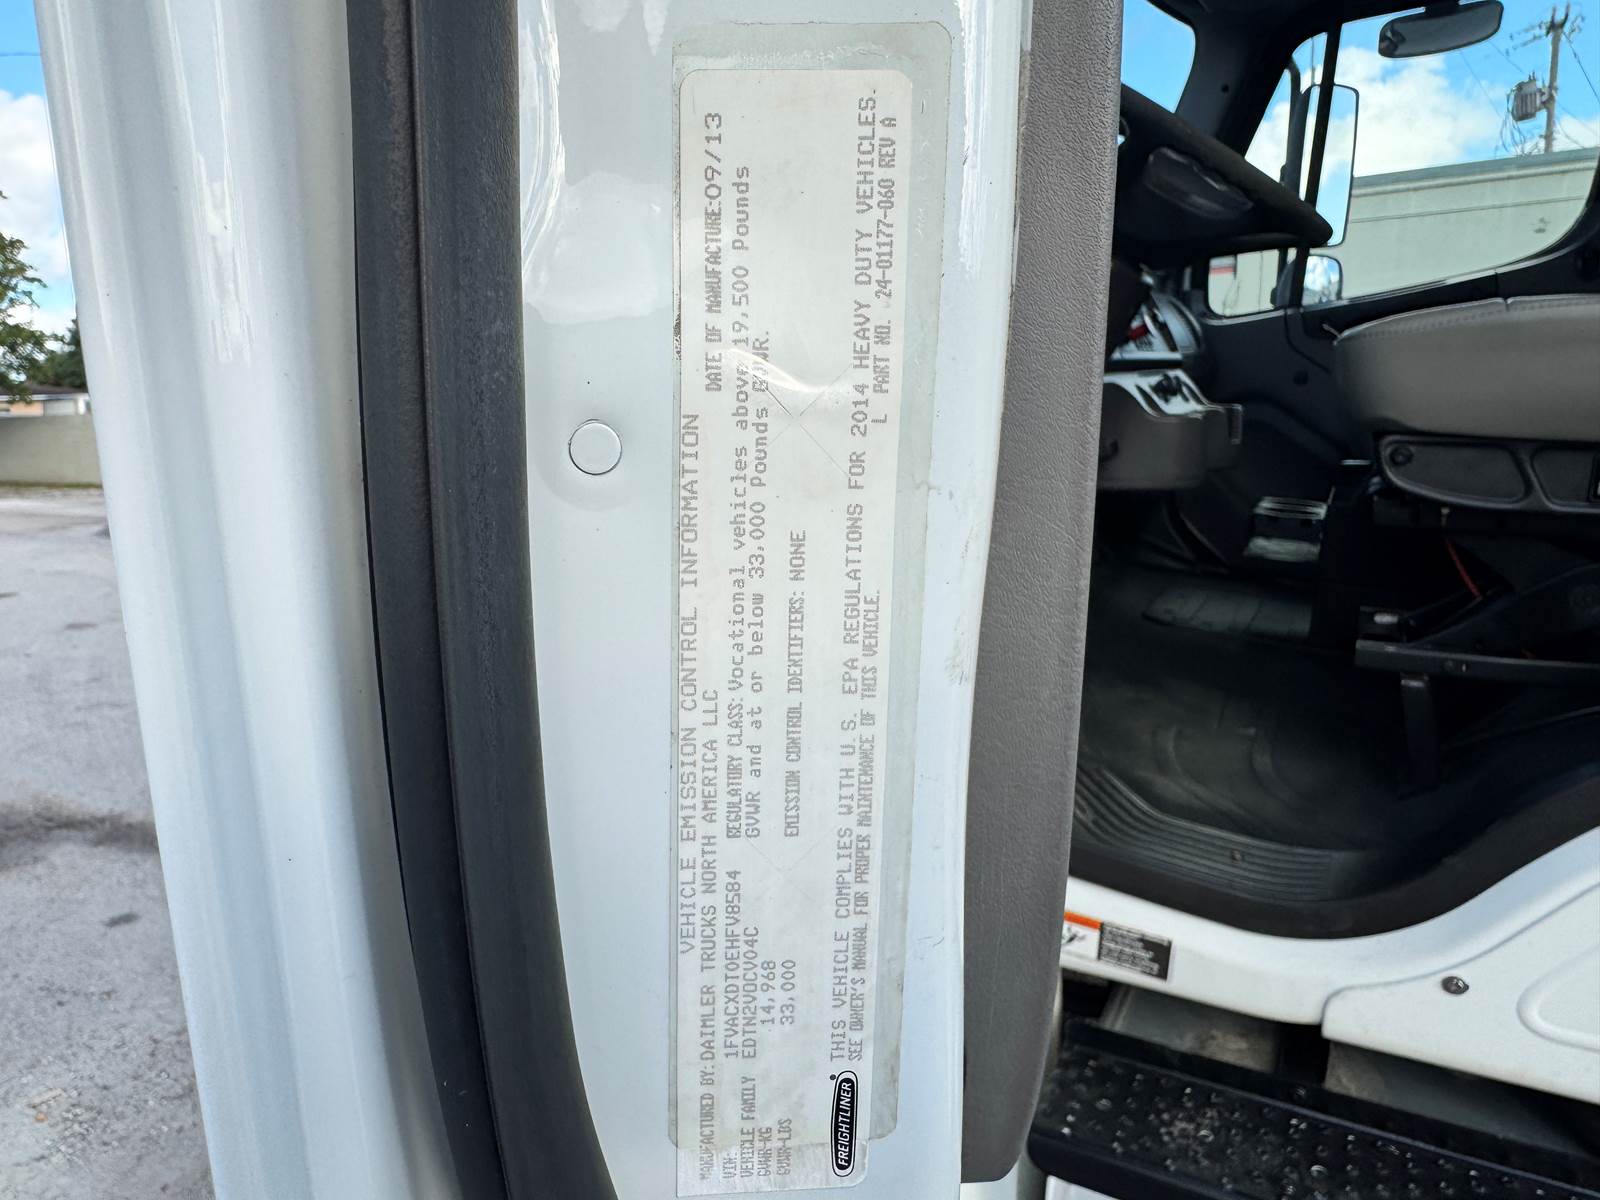 VEHICLE EMISSION CONTROL INFORMATION
MANUFACTURED BY: DAIMLER TRUCKS NORTH AMERICA LLC
DATE OF MANUFACTURE: 09/13
VIN: 1FVACXDT0EHFV8584
REGULATORY CLASS: Vocational vehicles above 19,500 Pounds
VEHICLE FAMILY EDTN2VOCV04C
GVWR and at or below 33,000 pounds GVWR.
GVWR-KG 14,968
GVWR-LBS 33,000
EMISSION CONTROL IDENTIFIERS: NONE
THIS VEHICLE COMPLIES WITH U.S. EPA REGULATIONS FOR 2014 HEAVY DUTY VEHICLES.
SEE OWNER'S MANUAL FOR PROPER MAINTENANCE OF THIS VEHICLE.
L PART NO. 24-01177-060 REV A
FREIGHTLINER